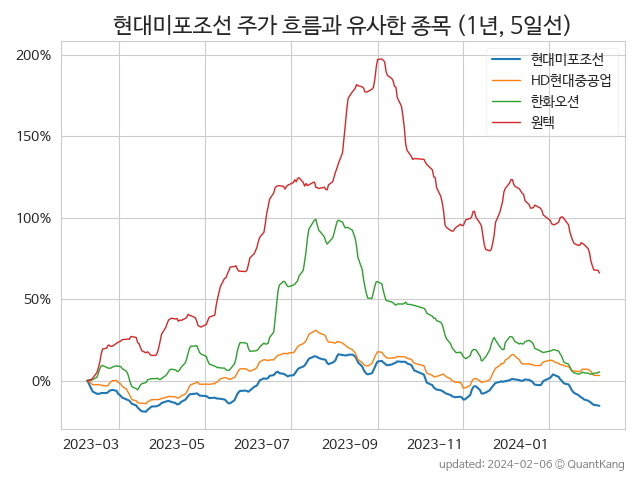 현대미포조선 주가 흐름과 유사한 종목 (1년, 5일선)
200%
150%
100%
50%
0%
현대미포조선
HD현대중공업
한화오션
원텍
2023-03
2023-05
2023-07
2023-09
2023-11
2024-01
updated: 2024-02-06 © QuantKang